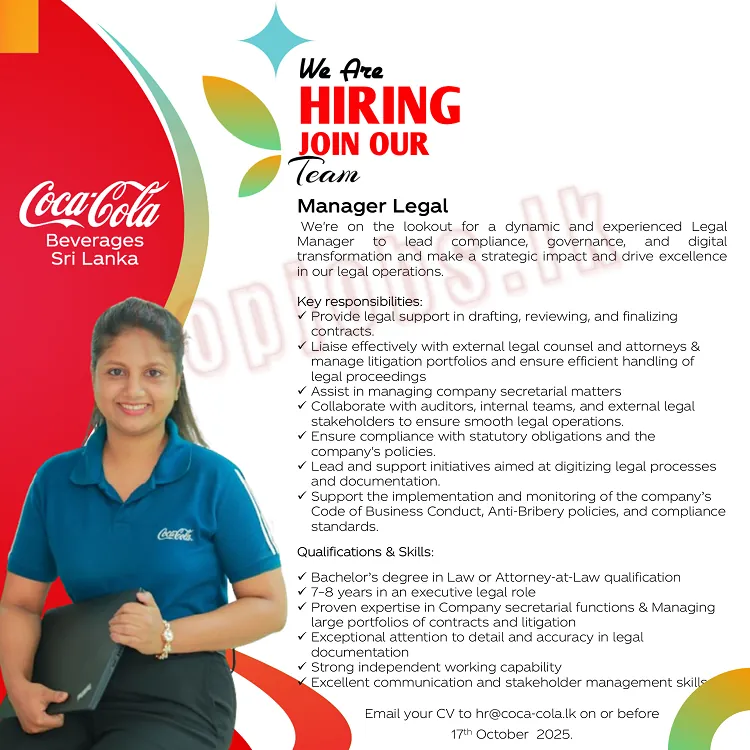 We Are
HIRING
JOIN OUR
Team
Coca-Cola
Beverages
Sri Lanka
Manager Legal
We're on the lookout for a dynamic and experienced Legal
Manager to lead compliance, governance, and digital
transformation and make a strategic impact and drive excellence
in our legal operations.
Key responsibilities:
✓ Provide legal support in drafting, reviewing, and finalizing
contracts.
✓ Liaise effectively with external legal counsel and attorneys &
manage litigation portfolios and ensure efficient handling of
legal proceedings
✓ Assist in managing company secretarial matters
✓ Collaborate with auditors, internal teams, and external legal
stakeholders to ensure smooth legal operations.
✓ Ensure compliance with statutory obligations and the
company's policies.
✓ Lead and support initiatives aimed at digitizing legal processes
and documentation.
✓ Support the implementation and monitoring of the company's
Code of Business Conduct, Anti-Bribery policies, and compliance
standards.
Qualifications & Skills:
✓ Bachelor's degree in Law or Attorney-at-Law qualification
✓ 7–8 years in an executive legal role
✓ Proven expertise in Company secretarial functions & Managing
large portfolios of contracts and litigation
✓ Exceptional attention to detail and accuracy in legal
documentation
✓ Strong independent working capability
✓ Excellent communication and stakeholder management skills
Email your CV to hr@coca-cola.lk on or before
17th October 2025.
Coca-Cola
topjobs.lk